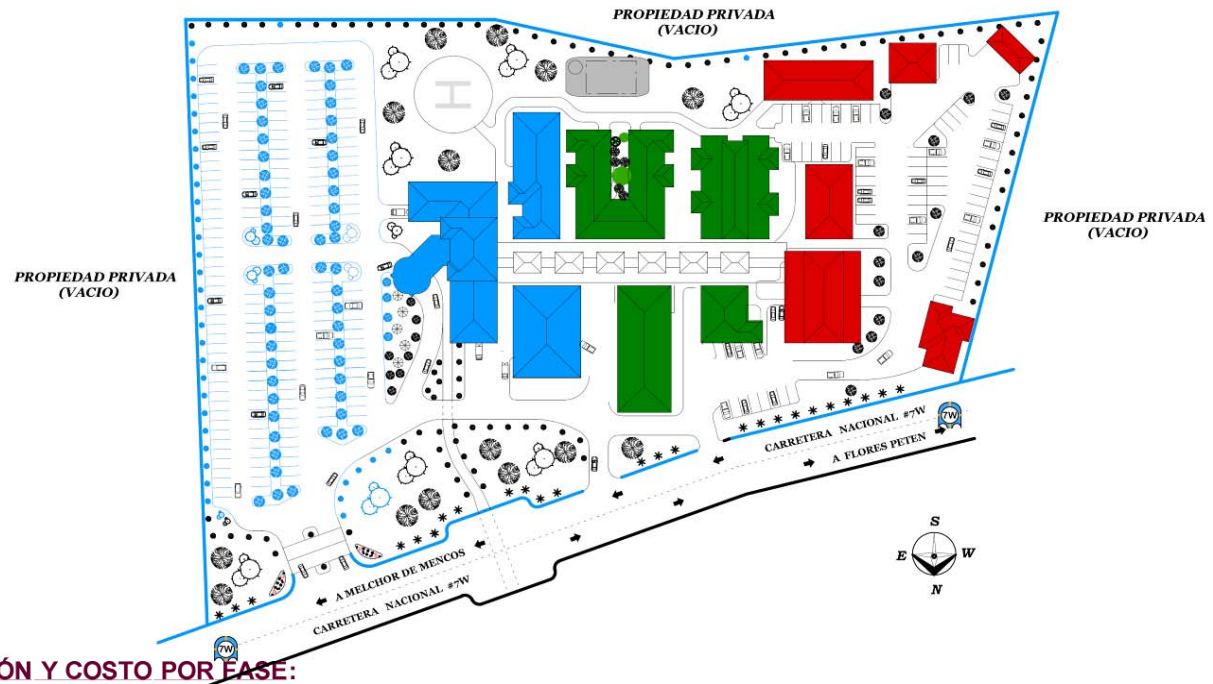 PROPIEDAD PRIVADA
(VACIO)
H
PROPIEDAD PRIVADA
(VACIO)
PROPIEDAD PRIVADA
(VACIO)
7W
CARRETERA NACIONAL #7W
A FLORES PETEN
S
E W
N
A MELCHOR DE MENCOS
CARRETERA NACIONAL #7W
7W
ÓN Y COSTO POR FASE: